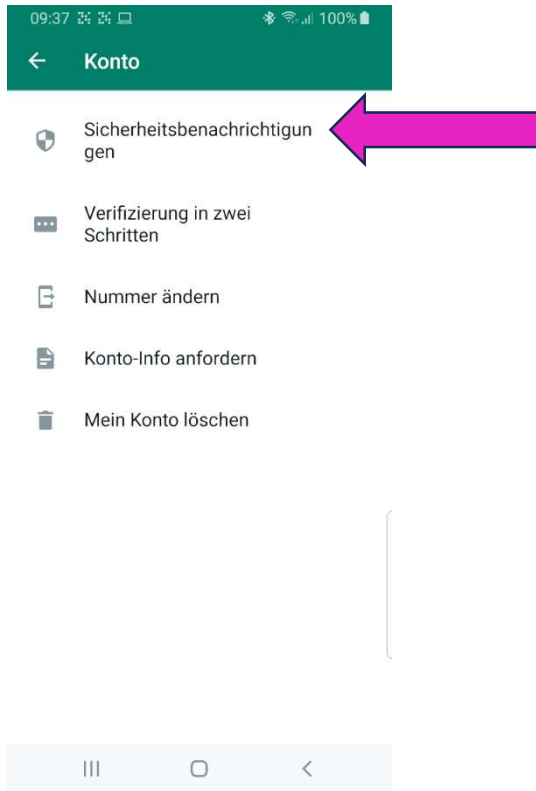 09:37 100%
Konto
Sicherheitsbenachrichtigun
gen
Verifizierung in zwei
Schritten
Nummer ändern
Konto-Info anfordern
Mein Konto löschen